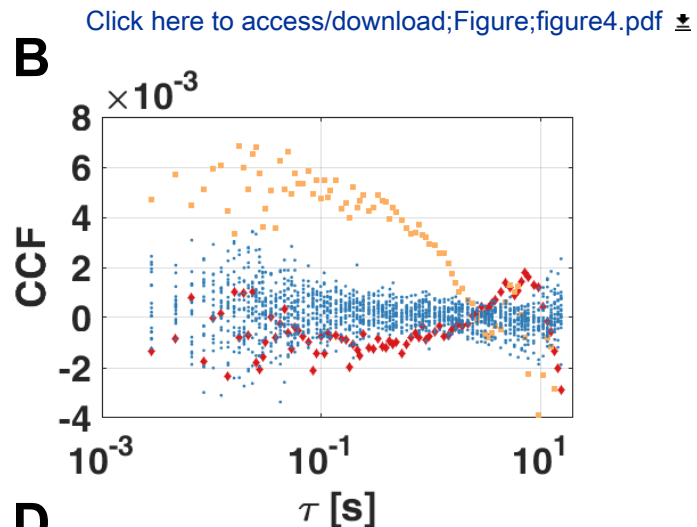 Click here to access/download;Figure;figure4.pdf
B
×10⁻³
8
6
4
2
0
-2
-4
CCF
10⁻³ 10⁻¹ 10¹
τ [s]
D